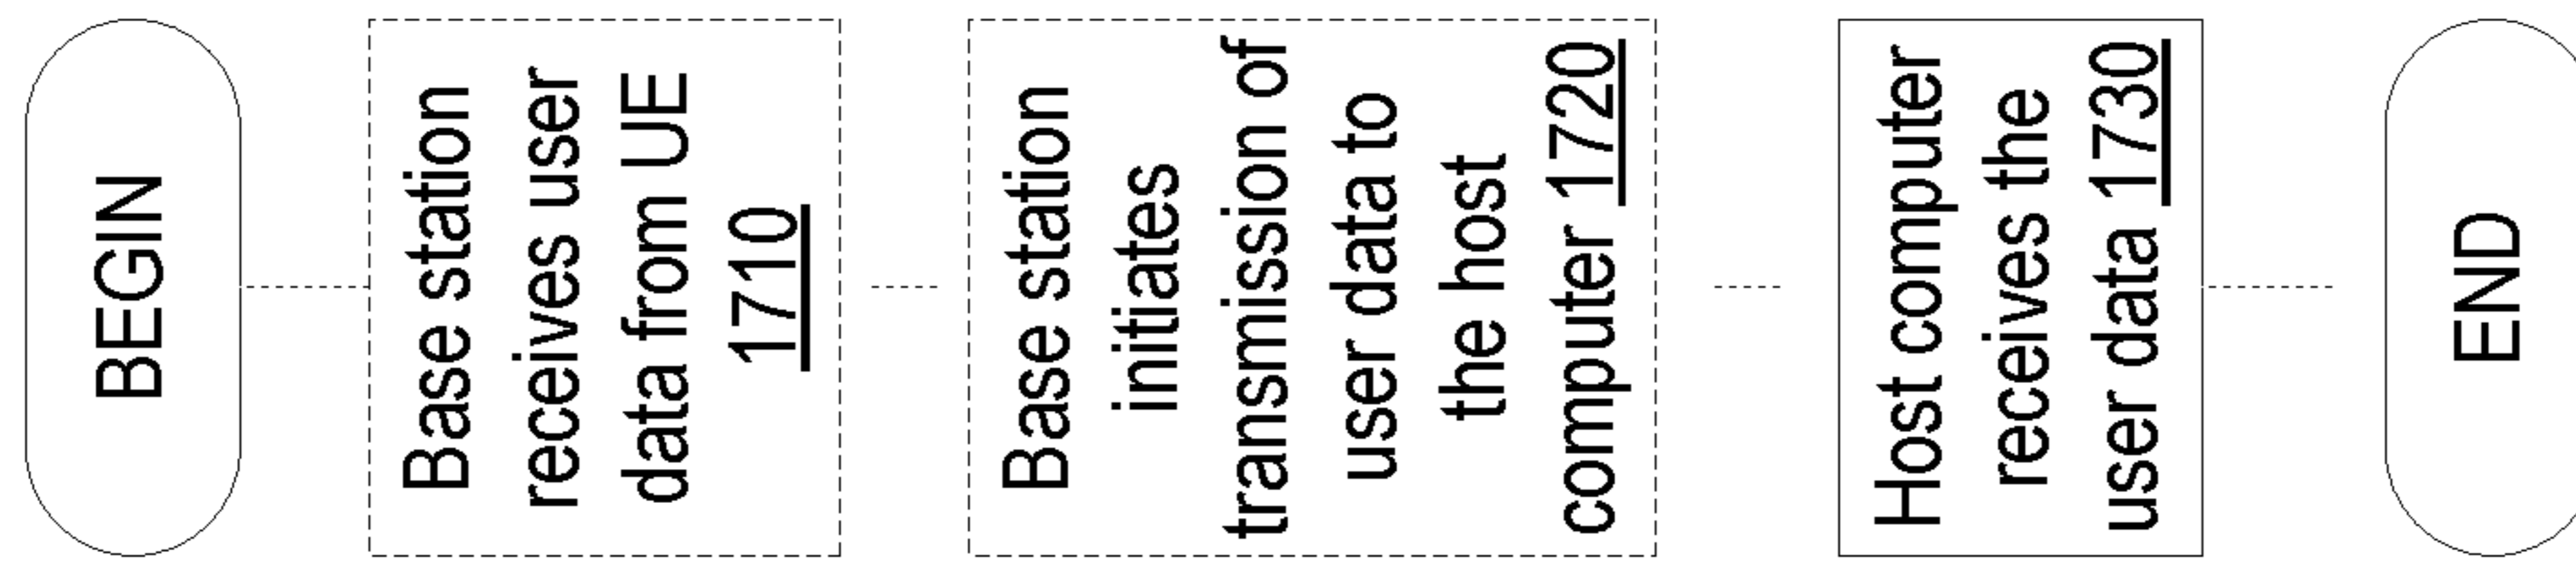 BEGIN
Base station
receives user
data from UE
1710
Base station
initiates
transmission of
user data to
the host
computer 1720
Host computer
receives the
user data 1730
END